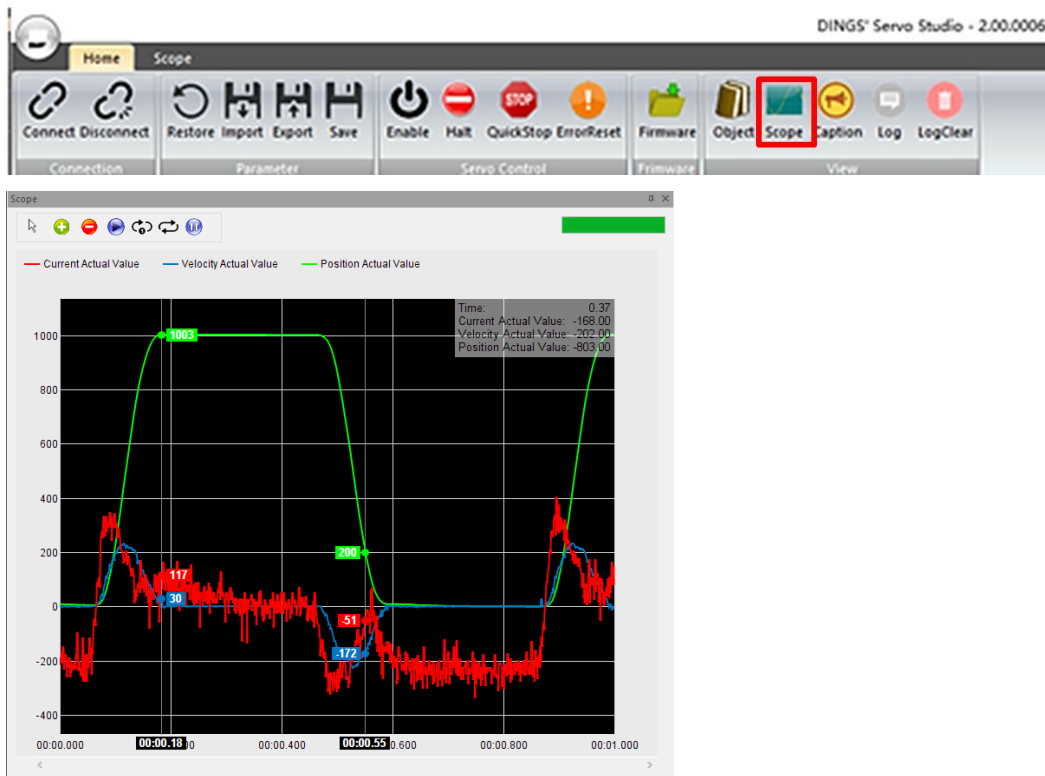 DINGS' Servo Studio - 2.00.0006
Home Scope
Connect Disconnect Restore Import Export Save Enable Halt QuickStop ErrorReset Firmware Object Scope Caption Log LogClear
Connection Parameter Servo Control Frimware View
STOP
Scope
Current Actual Value Velocity Actual Value Position Actual Value
Time: 0.37
Current Actual Value: -168.00
Velocity Actual Value: -202.00
Position Actual Value: -803.00
1000
1003
800
600
400
200
200
117
30
0
-51
-172
-200
-400
00:00.000 00:00.18 00:00.400 00:00.55 0.600 00:00.800 00:01.000